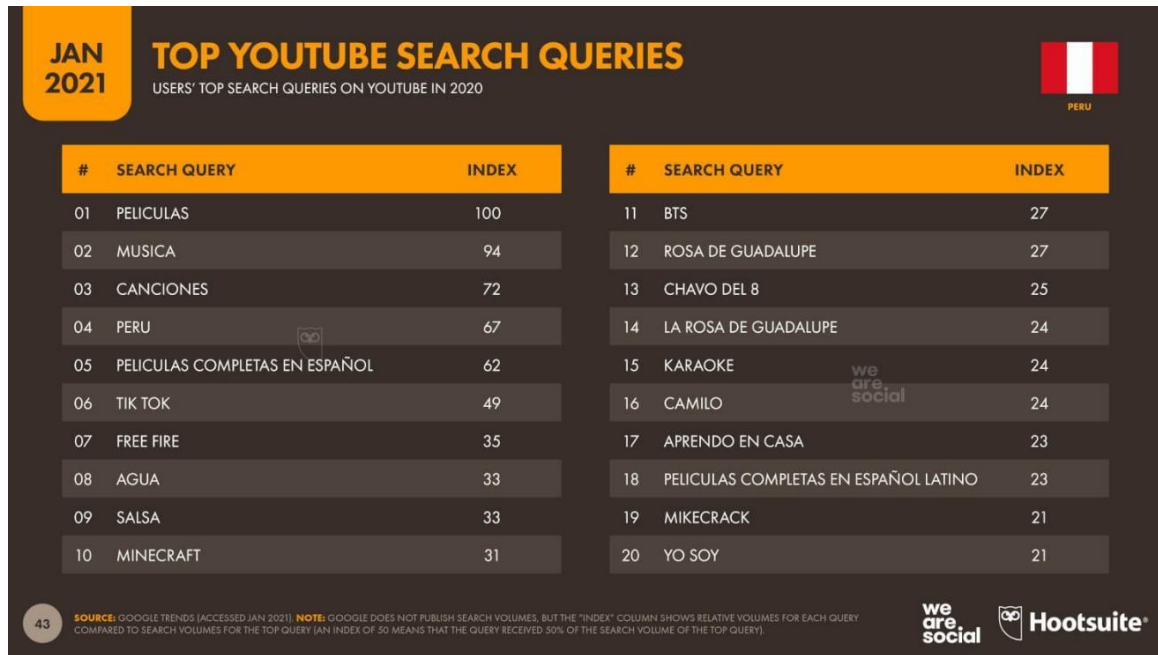 JAN
2021
TOP YOUTUBE SEARCH QUERIES
USERS' TOP SEARCH QUERIES ON YOUTUBE IN 2020
PERU
# SEARCH QUERY INDEX
01 PELICULAS 100
02 MUSICA 94
03 CANCIONES 72
04 PERU 67
05 PELICULAS COMPLETAS EN ESPAÑOL 62
06 TIK TOK 49
07 FREE FIRE 35
08 AGUA 33
09 SALSA 33
10 MINECRAFT 31
# SEARCH QUERY INDEX
11 BTS 27
12 ROSA DE GUADALUPE 27
13 CHAVO DEL 8 25
14 LA ROSA DE GUADALUPE 24
15 KARAOKE 24
16 CAMILO 24
17 APRENDO EN CASA 23
18 PELICULAS COMPLETAS EN ESPAÑOL LATINO 23
19 MIKECRACK 21
20 YO SOY 21
we
are.
social
43
SOURCE: GOOGLE TRENDS (ACCESSED JAN 2021). NOTE: GOOGLE DOES NOT PUBLISH SEARCH VOLUMES, BUT THE "INDEX" COLUMN SHOWS RELATIVE VOLUMES FOR EACH QUERY
COMPARED TO SEARCH VOLUMES FOR THE TOP QUERY (AN INDEX OF 50 MEANS THAT THE QUERY RECEIVED 50% OF THE SEARCH VOLUME OF THE TOP QUERY).
we
are.
social
Hootsuite®